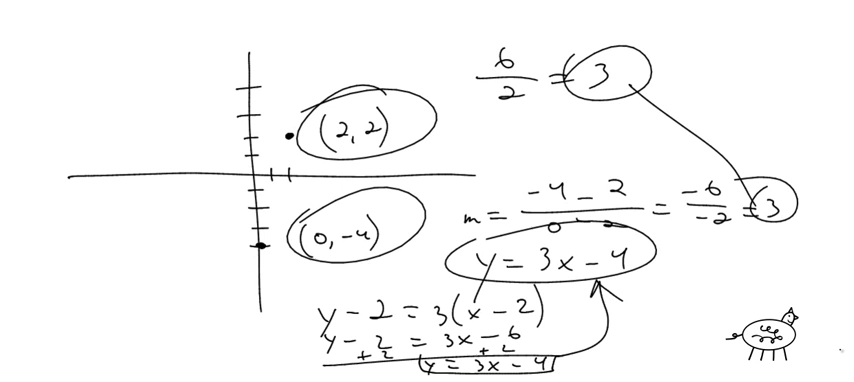 6/2 = 3
(2, 2)
m = (-4 - 2)/(0 - 2) = -6/-2 = 3
(0, -4)
y = 3x - 4
y - 2 = 3(x - 2)
y - 2 = 3x - 6
+2 +2
y = 3x - 4